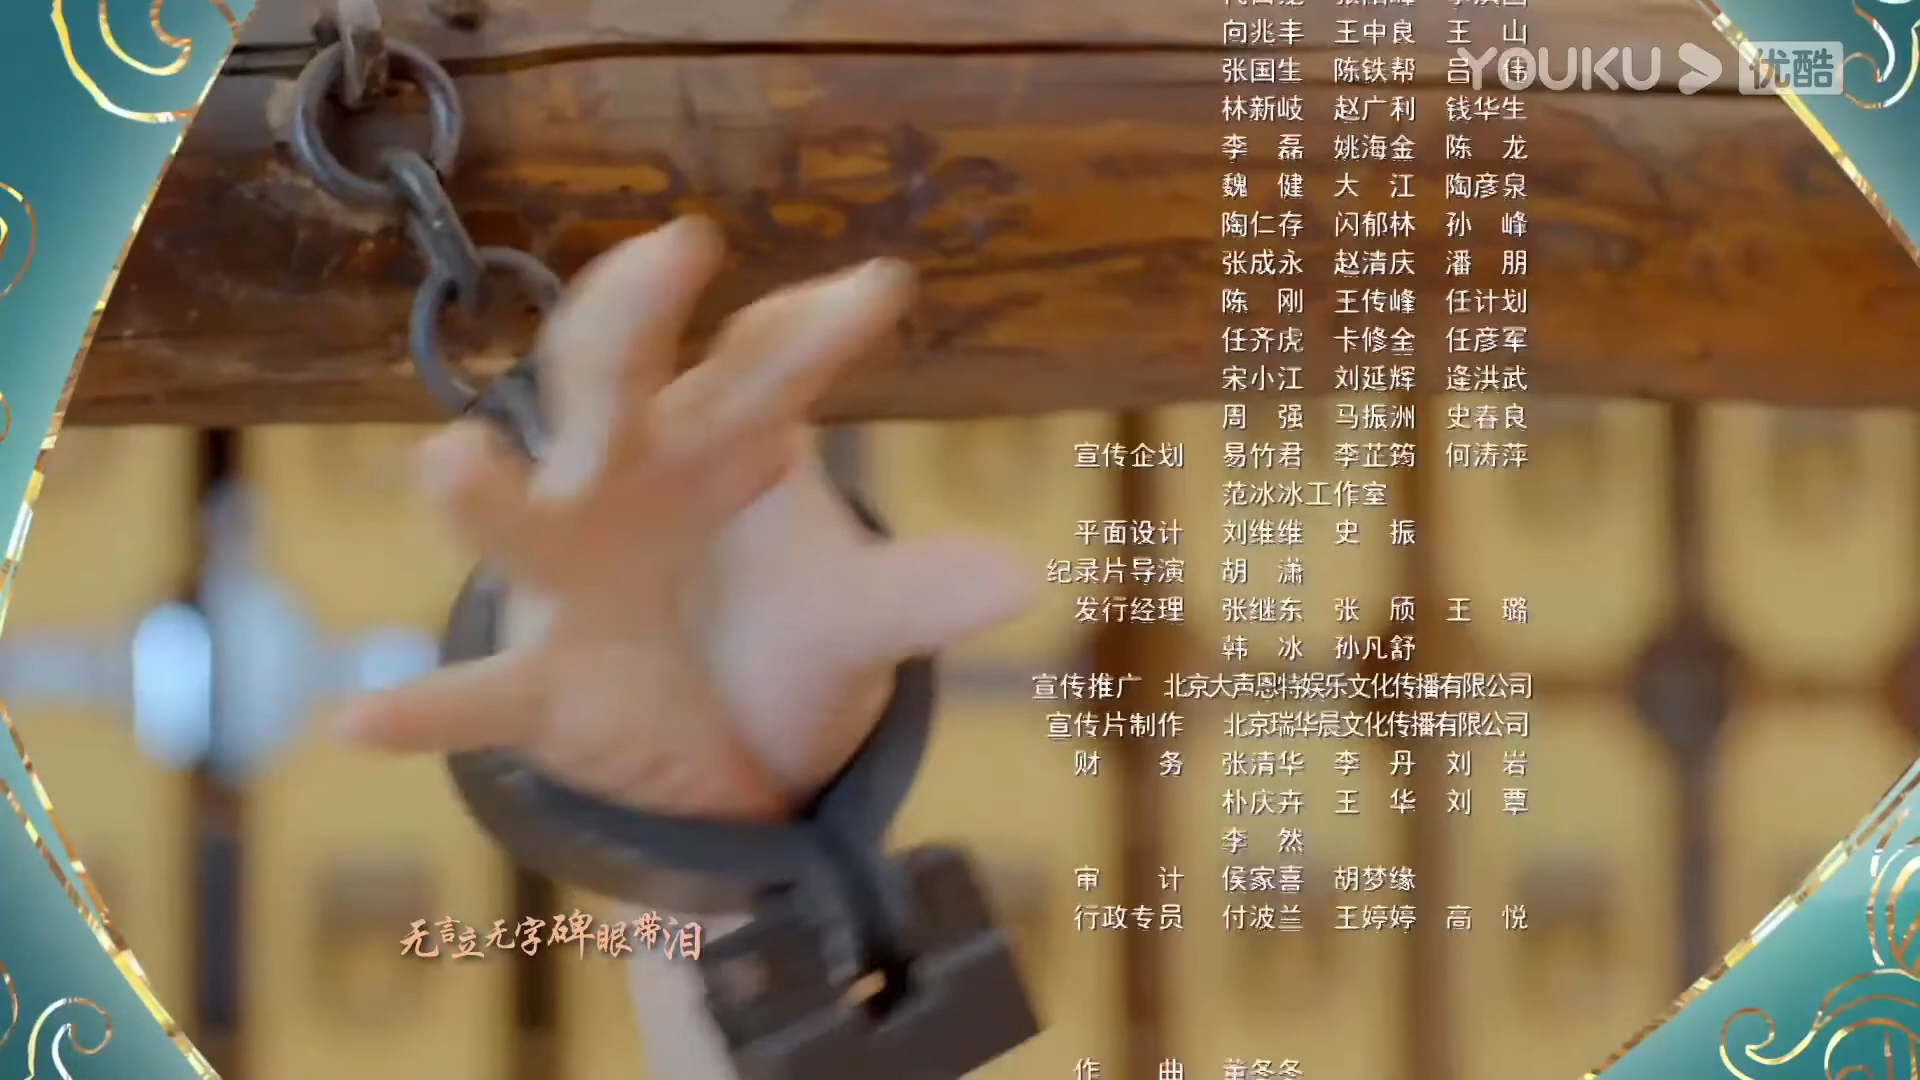 向兆丰 王中良 王 山
YOUKU 优酷
张国生 陈铁帮 吕 伟
林新岐 赵广利 钱华生
李 磊 姚海金 陈 龙
魏 健 大 江 陶彦泉
陶仁存 闪郁林 孙 峰
张成永 赵清庆 潘 朋
陈 刚 王传峰 任计划
任齐虎 卡修全 任彦军
宋小江 刘延辉 逄洪武
周 强 马振洲 史春良
宣传企划 易竹君 李芷筠 何涛萍
范冰冰工作室
平面设计 刘维维 史 振
纪录片导演 胡 潇
发行经理 张继东 张 颀 王 璐
韩 冰 孙凡舒
宣传推广 北京大声恩特娱乐文化传播有限公司
宣传片制作 北京瑞华晨文化传播有限公司
财 务 张清华 李 丹 刘 岩
朴庆卉 王 华 刘 覃
李 然
审 计 侯家喜 胡梦缘
行政专员 付波兰 王婷婷 高 悦
无言立无字碑眼带泪
作 曲 董冬冬